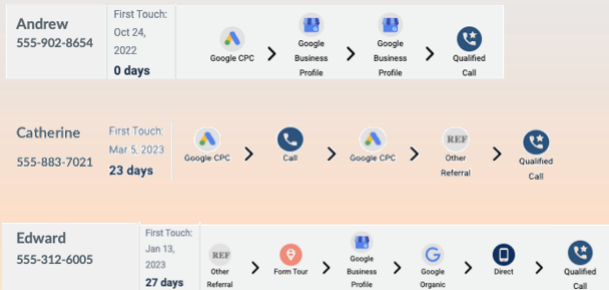 Andrew
555-902-8654
First Touch:
Oct 24,
2022
0 days
Google CPC
Google
Business
Profile
Google
Business
Profile
Qualified
Call
Catherine
555-883-7021
First Touch:
Mar 5, 2023
23 days
Google CPC
Call
Google CPC
REF
Other
Referral
Qualified
Call
Edward
555-312-6005
First Touch:
Jan 13,
2023
27 days
REF
Other
Referral
Form Tour
Google
Business
Profile
G
Google
Organic
Direct
Qualified
Call